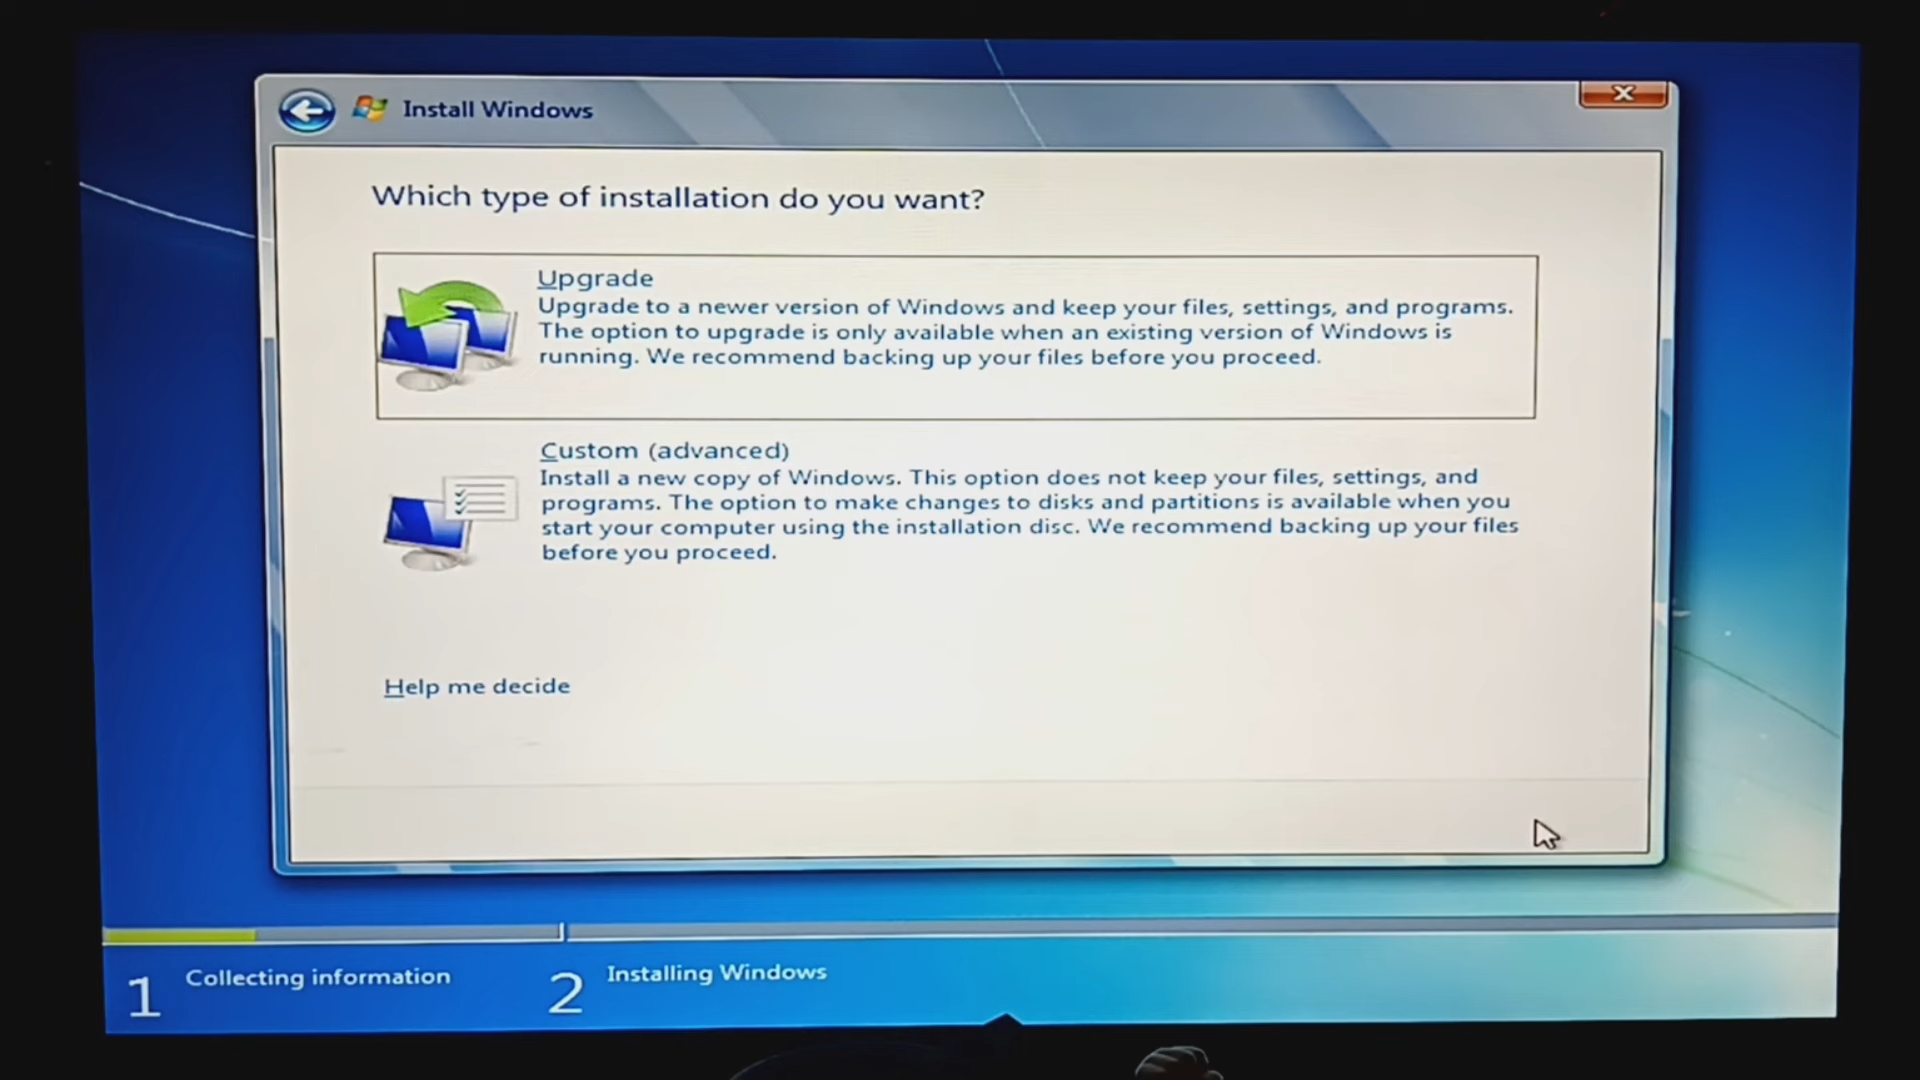 Install Windows
Which type of installation do you want?
Upgrade
Upgrade to a newer version of Windows and keep your files, settings, and programs.
The option to upgrade is only available when an existing version of Windows is
running. We recommend backing up your files before you proceed.
Custom (advanced)
Install a new copy of Windows. This option does not keep your files, settings, and
programs. The option to make changes to disks and partitions is available when you
start your computer using the installation disc. We recommend backing up your files
before you proceed.
Help me decide
1 Collecting information
2 Installing Windows